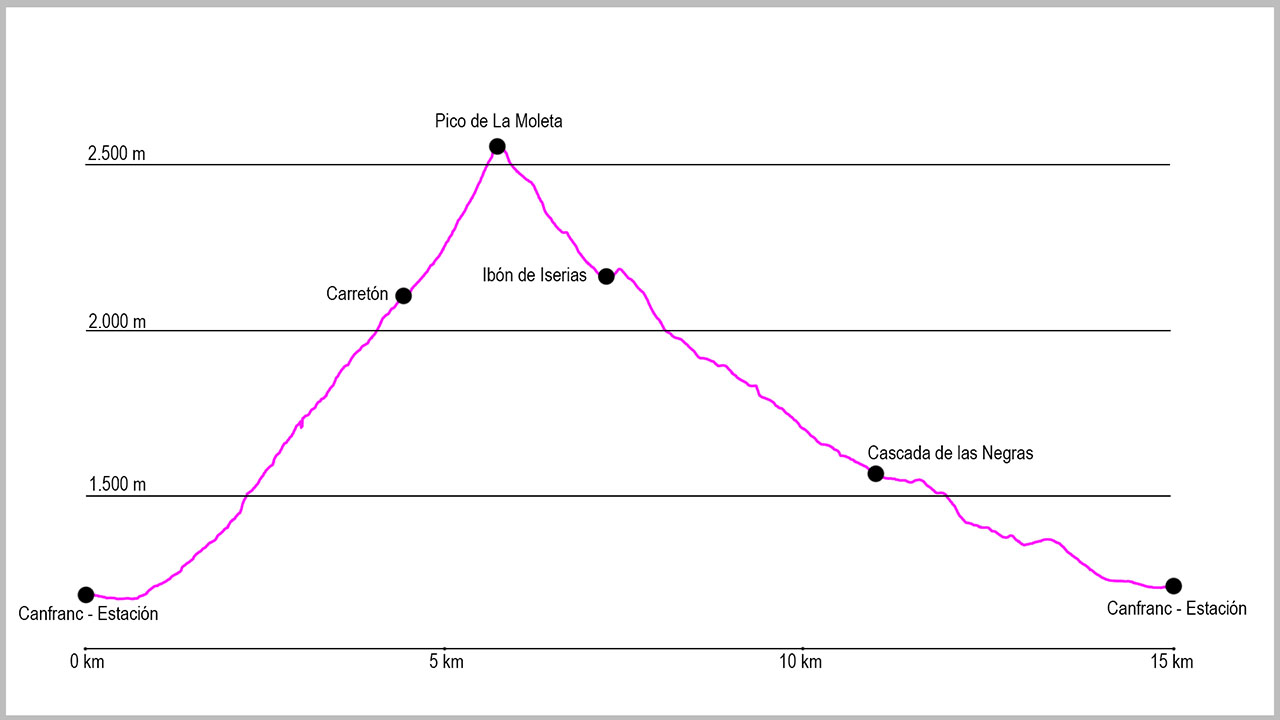 Pico de La Moleta
2.500 m
Ibón de Iserias
Carretón
2.000 m
Cascada de las Negras
1.500 m
Canfranc - Estación
Canfranc - Estación
0 km
5 km
10 km
15 km